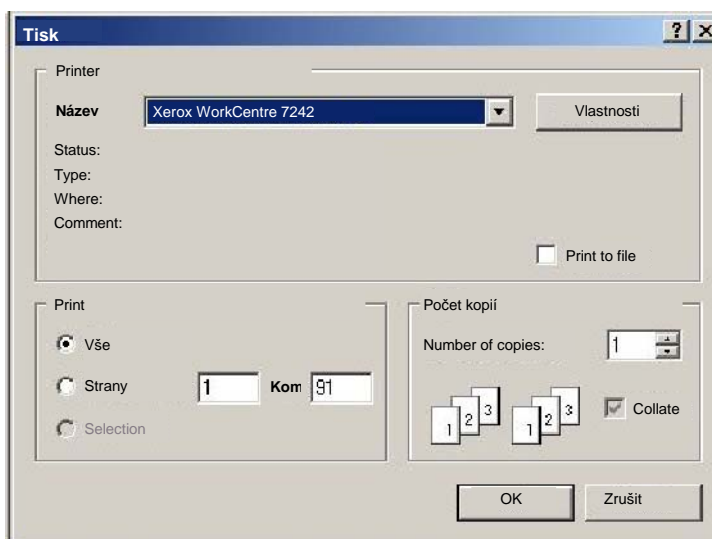 Tisk
Printer
Název Xerox WorkCentre 7242 Vlastnosti
Status:
Type:
Where:
Comment:
Print to file
Print
Vše
Strany 1 Kom 91
Selection
Počet kopií
Number of copies: 1
1 2 3 1 2 3
Collate
OK Zrušit